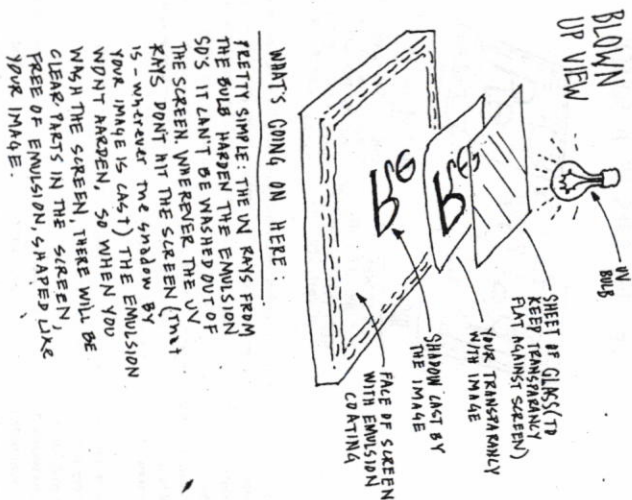 BLOWN
UP VIEW
UV
BULB
SHEET OF GLASS (TO
KEEP TRANSPARANCY
FLAT AGAINST SCREEN)
YOUR TRANSPARANCY
WITH IMAGE
SHADOW CAST BY
THE IMAGE
FACE OF SCREEN
WITH EMULSION
COATING
WHAT'S GOING ON HERE:
PRETTY SIMPLE: THE UV RAYS FROM
THE BULB HARDEN THE EMULSION
SO'S IT CAN'T BE WASHED OUT OF
THE SCREEN. WHEREVER THE UV
RAYS DONT HIT THE SCREEN (THAT
IS - WHEREVER THE SHADOW BY
YOUR IMAGE IS CAST) THE EMULSION
WONT HARDEN, SO WHEN YOU
WASH THE SCREEN, THERE WILL BE
CLEAR PARTS IN THE SCREEN,
FREE OF EMULSION, SHAPED LIKE
YOUR IMAGE.